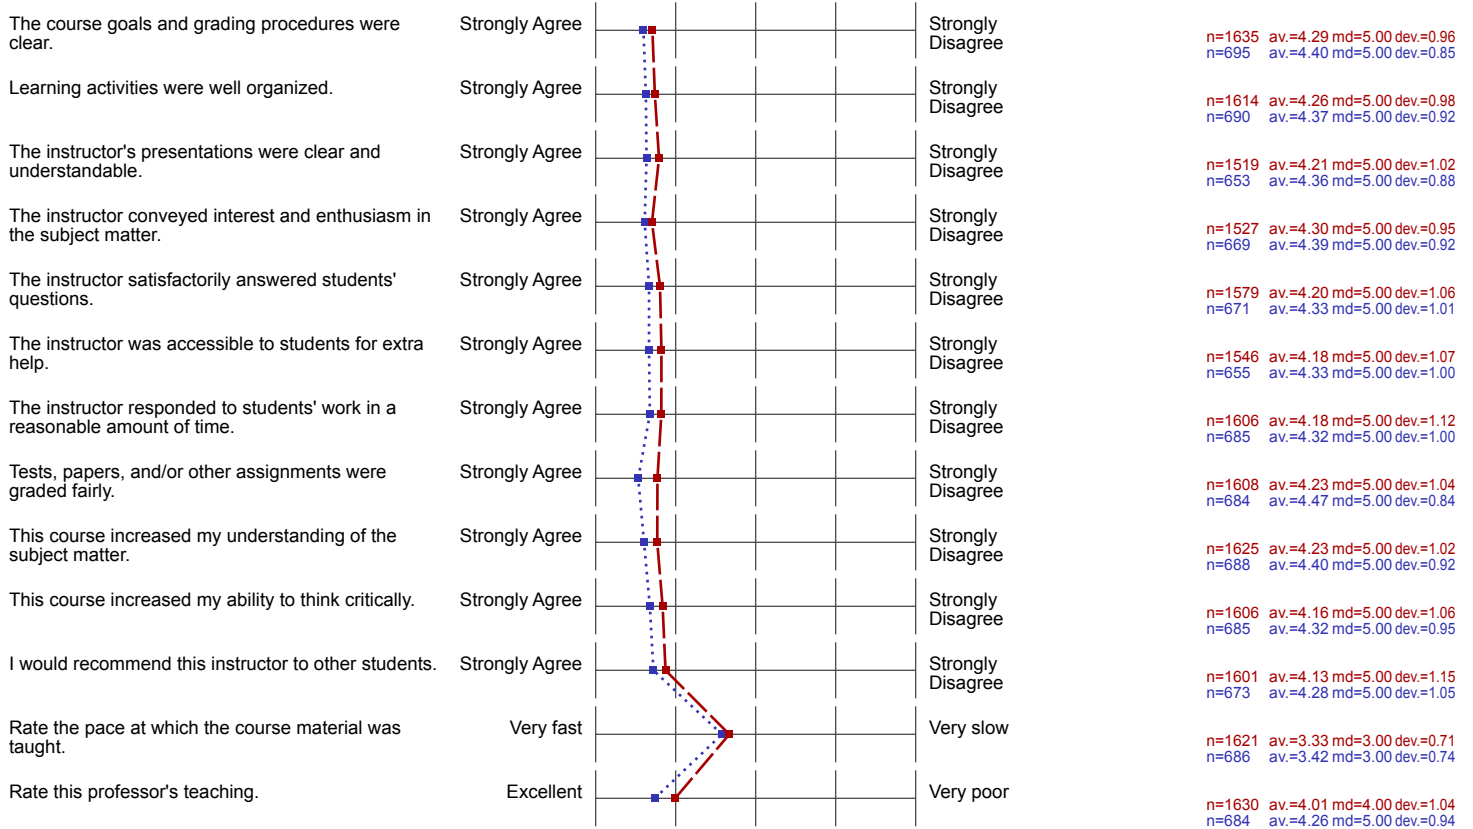 The course goals and grading procedures were
clear.
Strongly Agree
Strongly
Disagree
n=1635 av.=4.29 md=5.00 dev.=0.96
n=695 av.=4.40 md=5.00 dev.=0.85
Learning activities were well organized.
Strongly Agree
Strongly
Disagree
n=1614 av.=4.26 md=5.00 dev.=0.98
n=690 av.=4.37 md=5.00 dev.=0.92
The instructor's presentations were clear and
understandable.
Strongly Agree
Strongly
Disagree
n=1519 av.=4.21 md=5.00 dev.=1.02
n=653 av.=4.36 md=5.00 dev.=0.88
The instructor conveyed interest and enthusiasm in
the subject matter.
Strongly Agree
Strongly
Disagree
n=1527 av.=4.30 md=5.00 dev.=0.95
n=669 av.=4.39 md=5.00 dev.=0.92
The instructor satisfactorily answered students'
questions.
Strongly Agree
Strongly
Disagree
n=1579 av.=4.20 md=5.00 dev.=1.06
n=671 av.=4.33 md=5.00 dev.=1.01
The instructor was accessible to students for extra
help.
Strongly Agree
Strongly
Disagree
n=1546 av.=4.18 md=5.00 dev.=1.07
n=655 av.=4.33 md=5.00 dev.=1.00
The instructor responded to students' work in a
reasonable amount of time.
Strongly Agree
Strongly
Disagree
n=1606 av.=4.18 md=5.00 dev.=1.12
n=685 av.=4.32 md=5.00 dev.=1.00
Tests, papers, and/or other assignments were
graded fairly.
Strongly Agree
Strongly
Disagree
n=1608 av.=4.23 md=5.00 dev.=1.04
n=684 av.=4.47 md=5.00 dev.=0.84
This course increased my understanding of the
subject matter.
Strongly Agree
Strongly
Disagree
n=1625 av.=4.23 md=5.00 dev.=1.02
n=688 av.=4.40 md=5.00 dev.=0.92
This course increased my ability to think critically.
Strongly Agree
Strongly
Disagree
n=1606 av.=4.16 md=5.00 dev.=1.06
n=685 av.=4.32 md=5.00 dev.=0.95
I would recommend this instructor to other students.
Strongly Agree
Strongly
Disagree
n=1601 av.=4.13 md=5.00 dev.=1.15
n=673 av.=4.28 md=5.00 dev.=1.05
Rate the pace at which the course material was
taught.
Very fast
Very slow
n=1621 av.=3.33 md=3.00 dev.=0.71
n=686 av.=3.42 md=3.00 dev.=0.74
Rate this professor's teaching.
Excellent
Very poor
n=1630 av.=4.01 md=4.00 dev.=1.04
n=684 av.=4.26 md=5.00 dev.=0.94